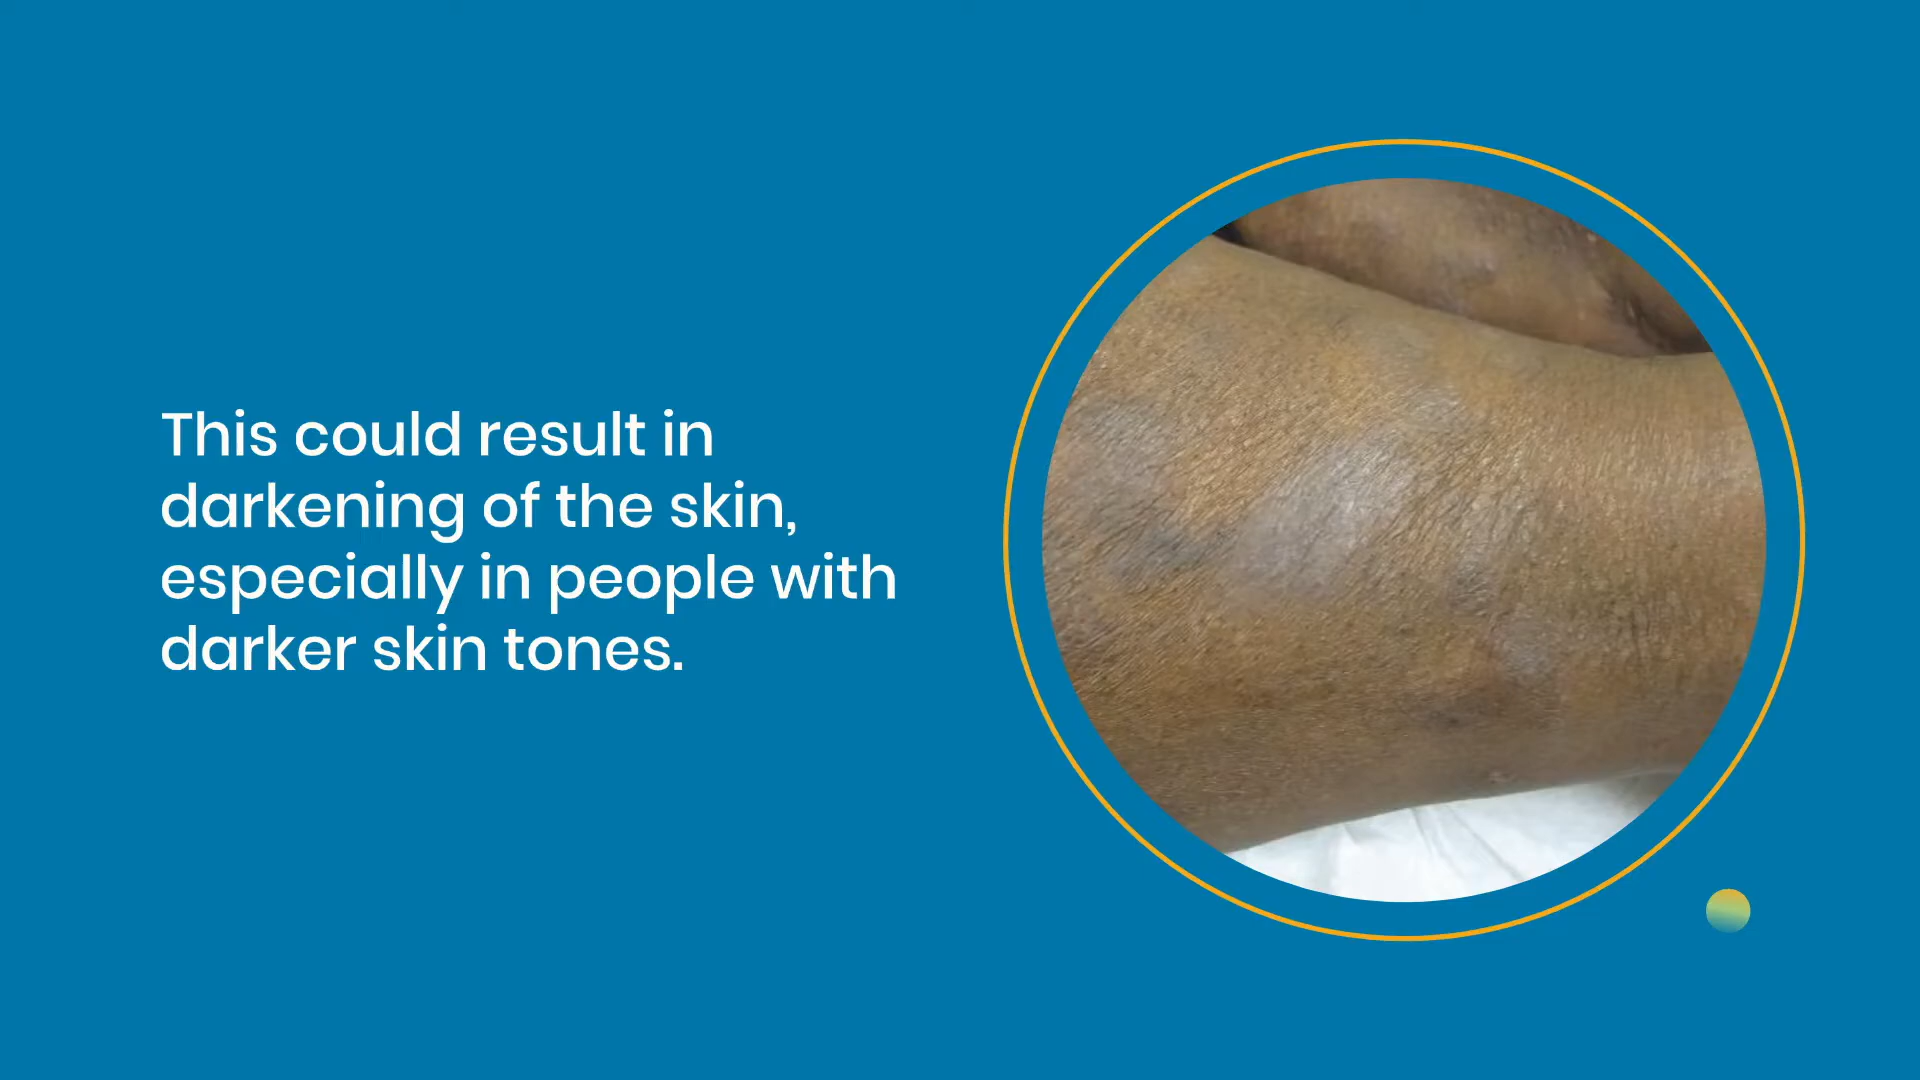 This could result in
darkening of the skin,
especially in people with
darker skin tones.